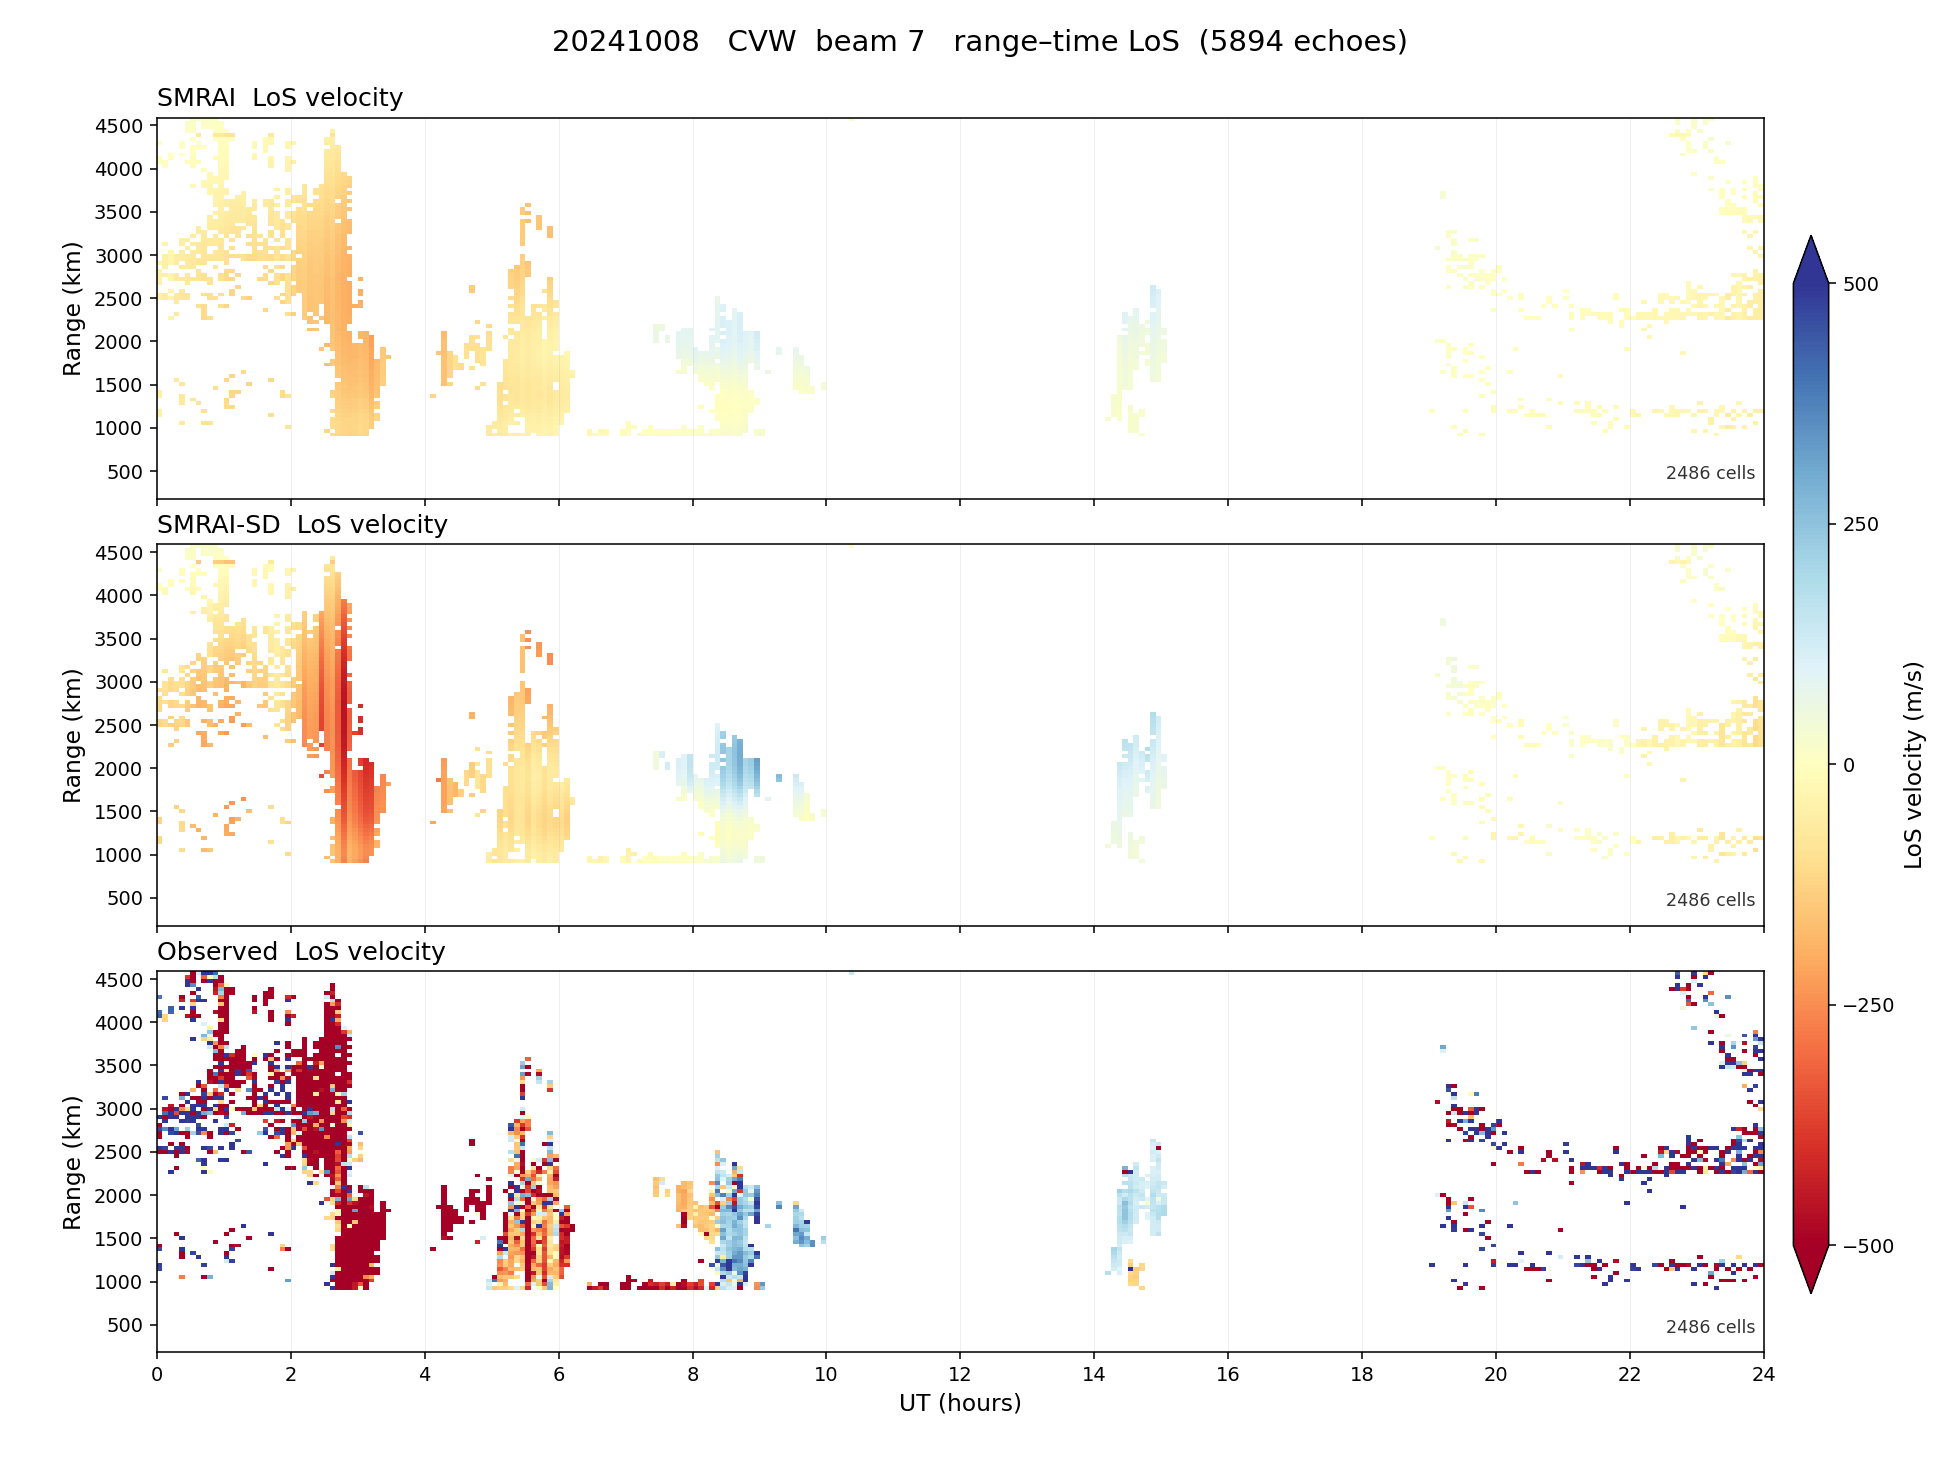 20241008   CVW  beam 7   range–time LoS  (5894 echoes)
SMRAI  LoS velocity
4500
4000
3500
3000
2500
2000
1500
1000
500
Range (km)
2486 cells
SMRAI-SD  LoS velocity
4500
4000
3500
3000
2500
2000
1500
1000
500
Range (km)
2486 cells
Observed  LoS velocity
4500
4000
3500
3000
2500
2000
1500
1000
500
Range (km)
2486 cells
0 2 4 6 8 10 12 14 16 18 20 22 24
UT (hours)
500
250
0
−250
−500
LoS velocity (m/s)